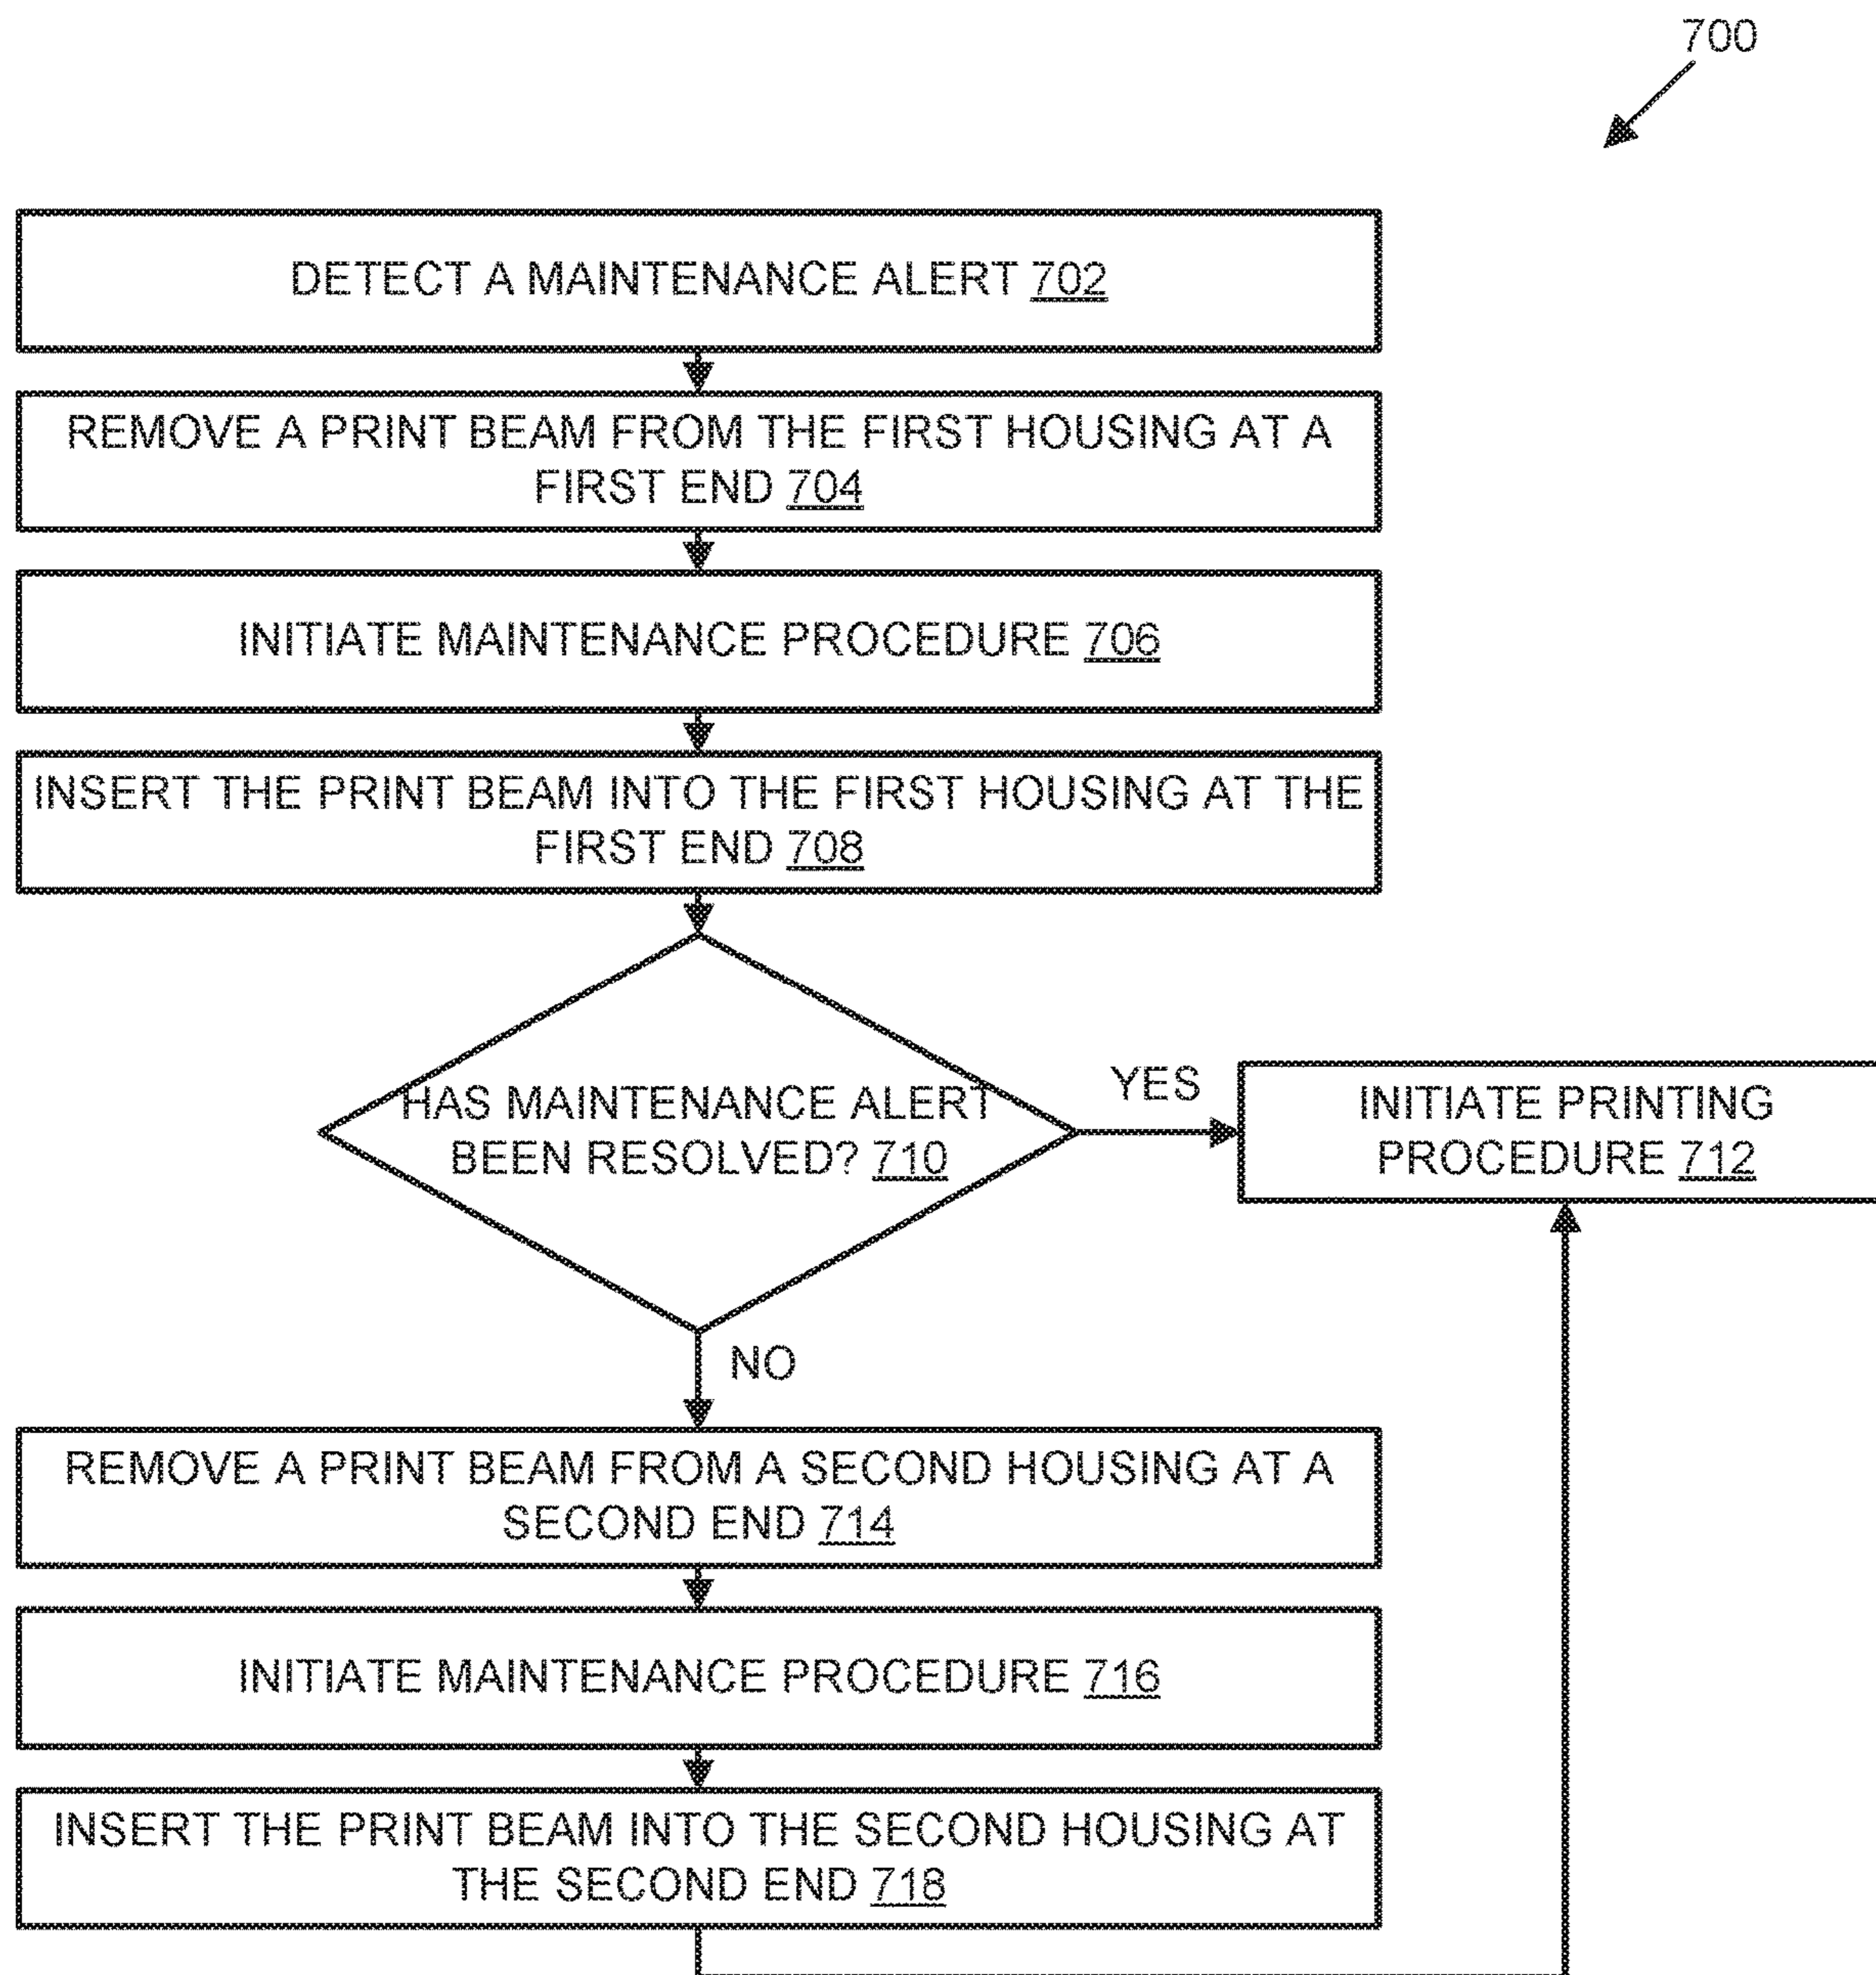 700
DETECT A MAINTENANCE ALERT 702
REMOVE A PRINT BEAM FROM THE FIRST HOUSING AT A
FIRST END 704
INITIATE MAINTENANCE PROCEDURE 706
INSERT THE PRINT BEAM INTO THE FIRST HOUSING AT THE
FIRST END 708
HAS MAINTENANCE ALERT
BEEN RESOLVED? 710
YES
INITIATE PRINTING
PROCEDURE 712
NO
REMOVE A PRINT BEAM FROM A SECOND HOUSING AT A
SECOND END 714
INITIATE MAINTENANCE PROCEDURE 716
INSERT THE PRINT BEAM INTO THE SECOND HOUSING AT
THE SECOND END 718